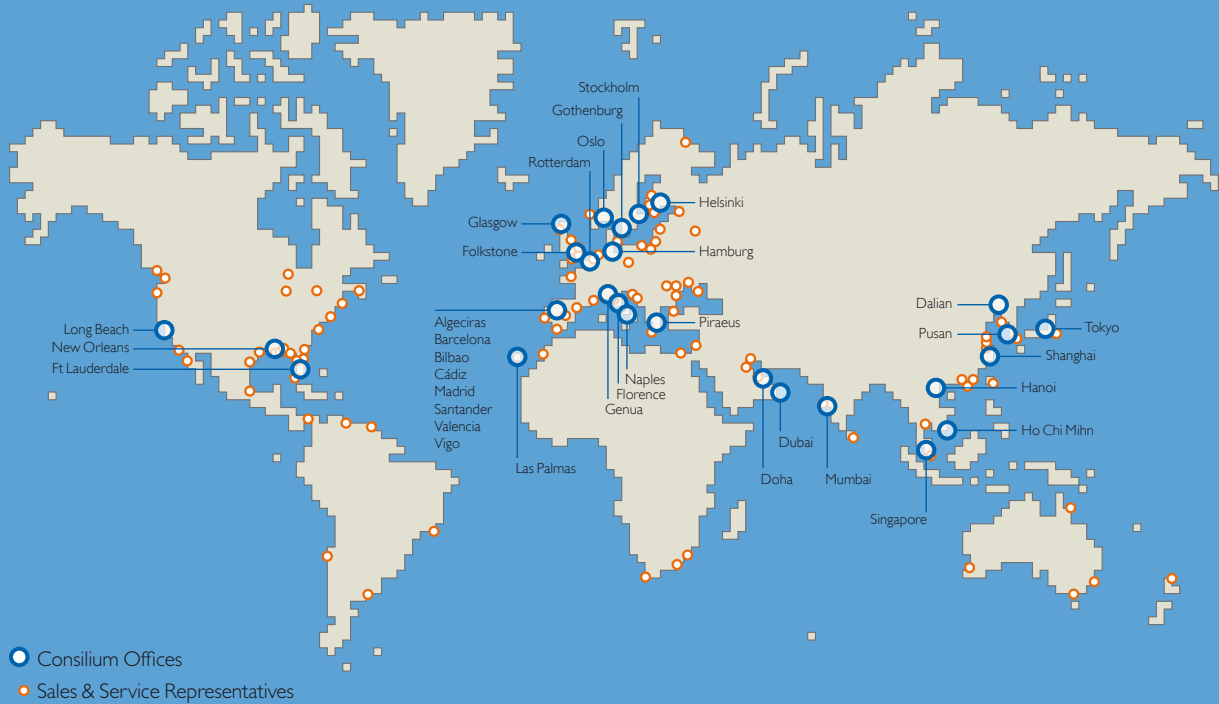 Stockholm
Gothenburg
Oslo
Rotterdam
Helsinki
Glasgow
Folkstone
Hamburg
Long Beach
New Orleans
Ft Lauderdale
Algeciras
Barcelona
Bilbao
Cádiz
Madrid
Santander
Valencia
Vigo
Piraeus
Naples
Florence
Genua
Las Palmas
Dalian
Pusan
Tokyo
Shanghai
Hanoi
Ho Chi Mihn
Dubai
Doha
Mumbai
Singapore
Consilium Offices
Sales & Service Representatives